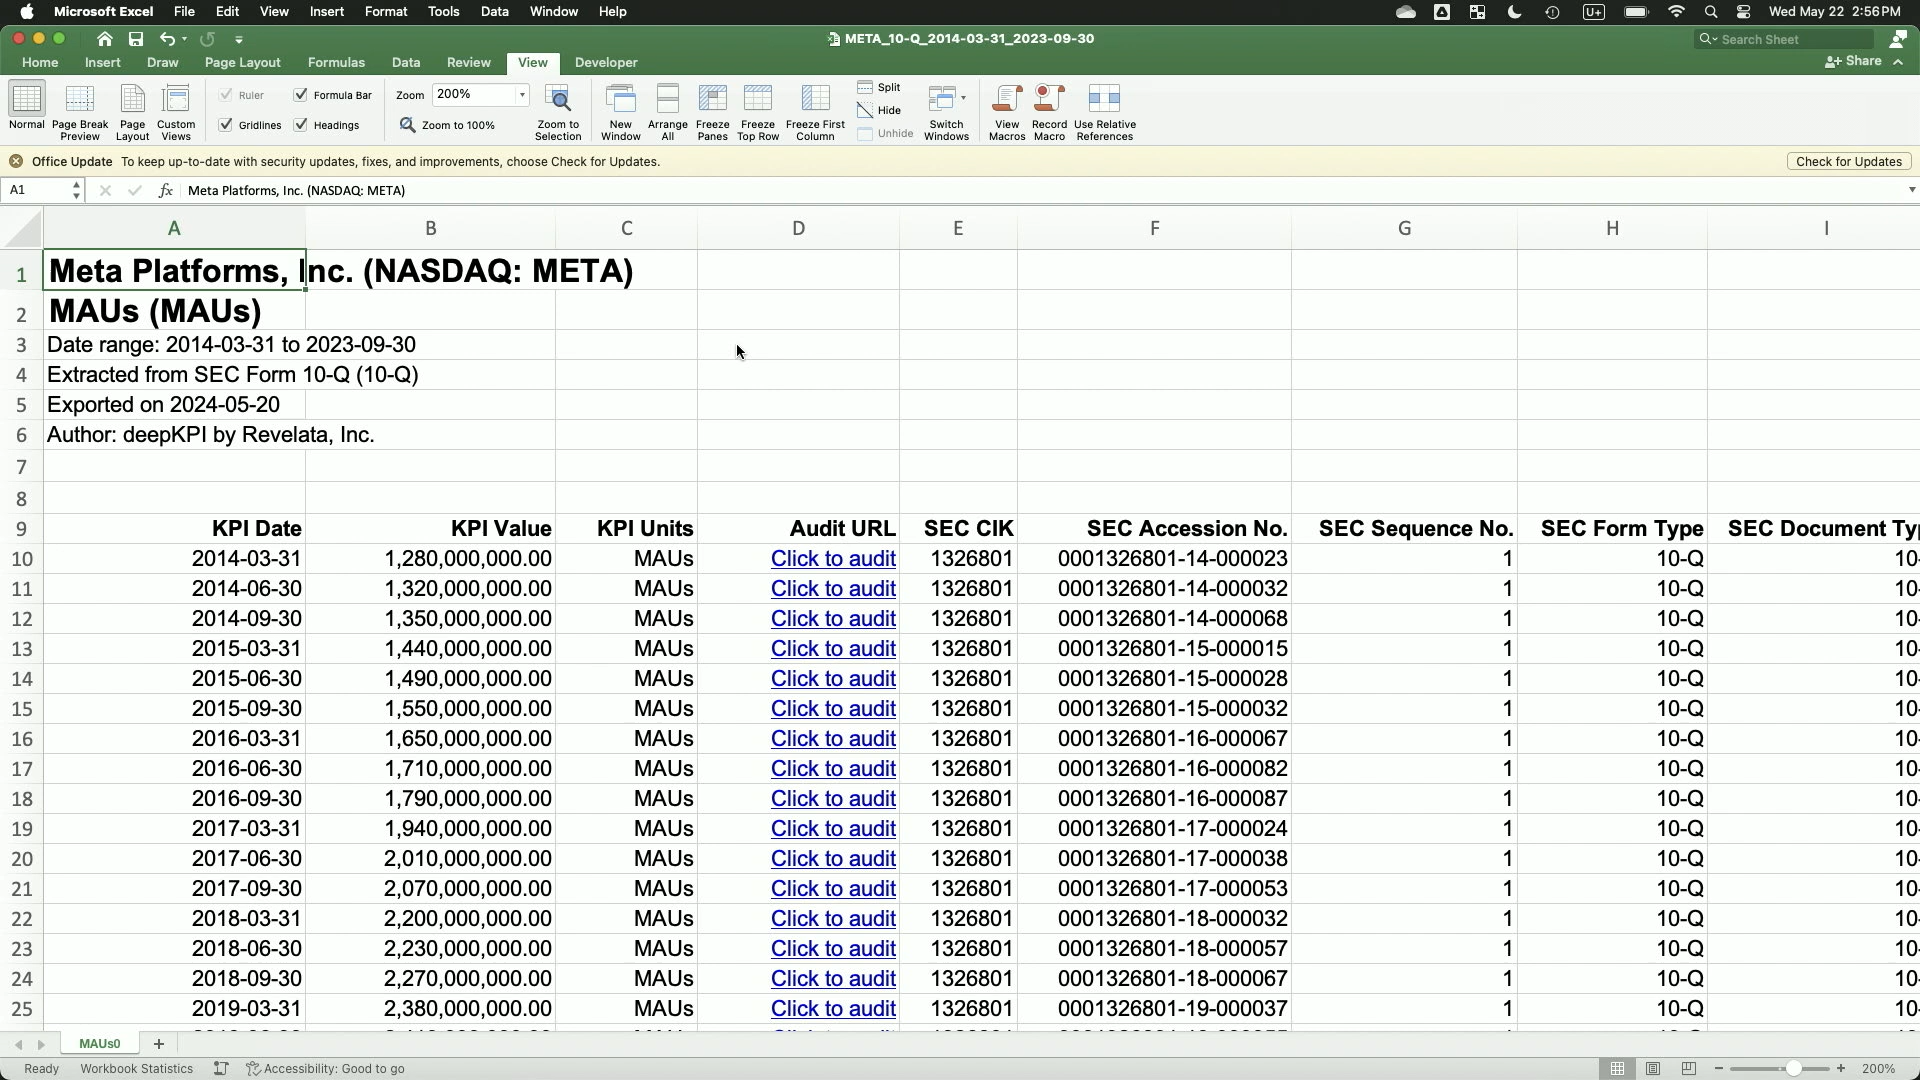 Microsoft Excel File Edit View Insert Format Tools Data Window Help U+ Wed May 22 2:56 PM
META_10-Q_2014-03-31_2023-09-30 Search Sheet
Home Insert Draw Page Layout Formulas Data Review View Developer Share
Normal
Page Break Preview
Page Layout
Custom Views
Ruler
Formula Bar
Gridlines
Headings
Zoom 200%
Zoom to 100%
Zoom to Selection
New Window
Arrange All
Freeze Panes
Freeze Top Row
Freeze First Column
Split
Hide
Unhide
Switch Windows
View Macros
Record Macro
Use Relative References
Office Update To keep up-to-date with security updates, fixes, and improvements, choose Check for Updates. Check for Updates
A1 fx Meta Platforms, Inc. (NASDAQ: META)
A B C D E F G H I
1 Meta Platforms, Inc. (NASDAQ: META)
2 MAUs (MAUs)
3 Date range: 2014-03-31 to 2023-09-30
4 Extracted from SEC Form 10-Q (10-Q)
5 Exported on 2024-05-20
6 Author: deepKPI by Revelata, Inc.
7
8
9 KPI Date KPI Value KPI Units Audit URL SEC CIK SEC Accession No. SEC Sequence No. SEC Form Type SEC Document Typ
10 2014-03-31 1,280,000,000.00 MAUs Click to audit 1326801 0001326801-14-000023 1 10-Q 10-
11 2014-06-30 1,320,000,000.00 MAUs Click to audit 1326801 0001326801-14-000032 1 10-Q 10-
12 2014-09-30 1,350,000,000.00 MAUs Click to audit 1326801 0001326801-14-000068 1 10-Q 10-
13 2015-03-31 1,440,000,000.00 MAUs Click to audit 1326801 0001326801-15-000015 1 10-Q 10-
14 2015-06-30 1,490,000,000.00 MAUs Click to audit 1326801 0001326801-15-000028 1 10-Q 10-
15 2015-09-30 1,550,000,000.00 MAUs Click to audit 1326801 0001326801-15-000032 1 10-Q 10-
16 2016-03-31 1,650,000,000.00 MAUs Click to audit 1326801 0001326801-16-000067 1 10-Q 10-
17 2016-06-30 1,710,000,000.00 MAUs Click to audit 1326801 0001326801-16-000082 1 10-Q 10-
18 2016-09-30 1,790,000,000.00 MAUs Click to audit 1326801 0001326801-16-000087 1 10-Q 10-
19 2017-03-31 1,940,000,000.00 MAUs Click to audit 1326801 0001326801-17-000024 1 10-Q 10-
20 2017-06-30 2,010,000,000.00 MAUs Click to audit 1326801 0001326801-17-000038 1 10-Q 10-
21 2017-09-30 2,070,000,000.00 MAUs Click to audit 1326801 0001326801-17-000053 1 10-Q 10-
22 2018-03-31 2,200,000,000.00 MAUs Click to audit 1326801 0001326801-18-000032 1 10-Q 10-
23 2018-06-30 2,230,000,000.00 MAUs Click to audit 1326801 0001326801-18-000057 1 10-Q 10-
24 2018-09-30 2,270,000,000.00 MAUs Click to audit 1326801 0001326801-18-000067 1 10-Q 10-
25 2019-03-31 2,380,000,000.00 MAUs Click to audit 1326801 0001326801-19-000037 1 10-Q 10-
MAUs0
Ready Workbook Statistics Accessibility: Good to go 200%